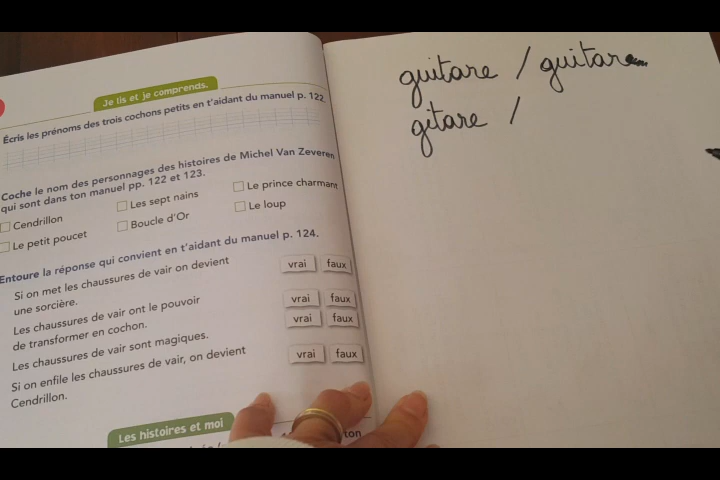 Je lis et je comprends.
Écris les prénoms des trois cochons petits en t'aidant du manuel p. 122.
Coche le nom des personnages des histoires de Michel Van Zeveren
qui sont dans ton manuel pp. 122 et 123.
Cendrillon
Les sept nains
Le prince charmant
Le petit poucet
Boucle d'Or
Le loup
Entoure la réponse qui convient en t'aidant du manuel p. 124.
Si on met les chaussures de vair on devient
une sorcière.
vrai faux
Les chaussures de vair ont le pouvoir
de transformer en cochon.
vrai faux
Les chaussures de vair sont magiques.
vrai faux
Si on enfile les chaussures de vair, on devient
Cendrillon.
vrai faux
Les histoires et moi
ton
guitare / guitare
gitare /